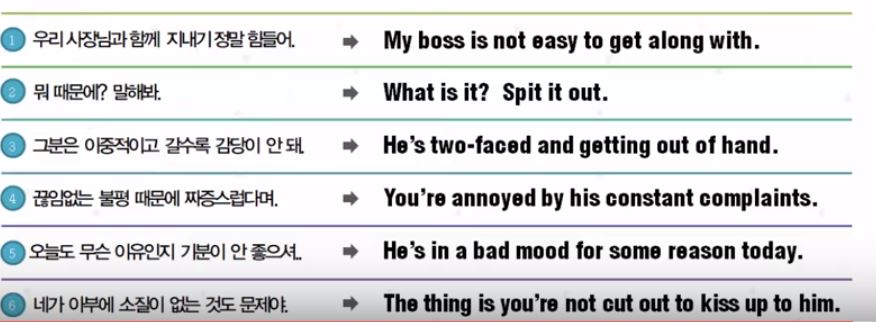 1 우리 사장님과 함께 지내기 정말 힘들어. ➡ My boss is not easy to get along with.
2 뭐 때문에? 말해봐. ➡ What is it? Spit it out.
3 그분은 이중적이고 갈수록 감당이 안 돼. ➡ He's two-faced and getting out of hand.
4 끊임없는 불평 때문에 짜증스럽다며. ➡ You're annoyed by his constant complaints.
5 오늘도 무슨 이유인지 기분이 안 좋으셔. ➡ He's in a bad mood for some reason today.
6 네가 아부에 소질이 없는 것도 문제야. ➡ The thing is you're not cut out to kiss up to him.